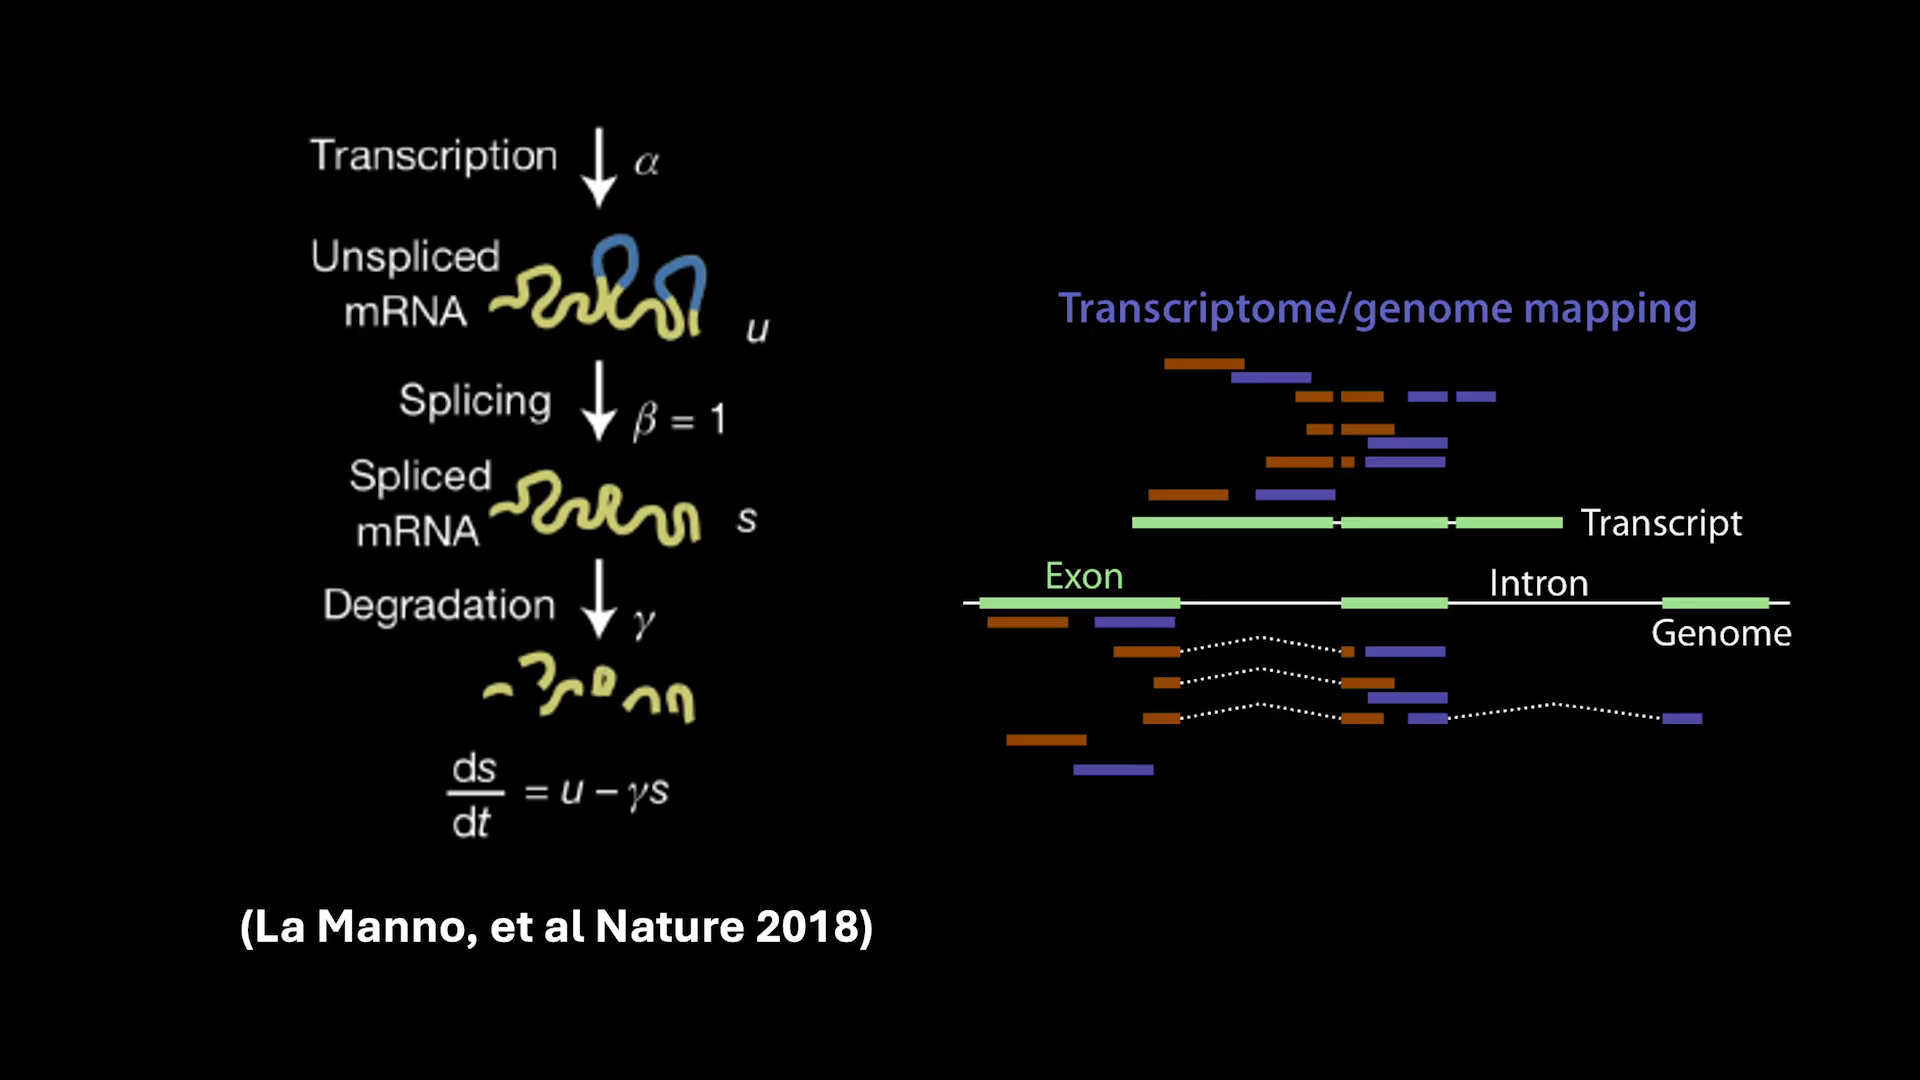 Transcription
α
Unspliced
mRNA
u
Splicing
β = 1
Spliced
mRNA
s
Degradation
γ
ds
dt
= u – γs
(La Manno, et al Nature 2018)
Transcriptome/genome mapping
Transcript
Exon
Intron
Genome